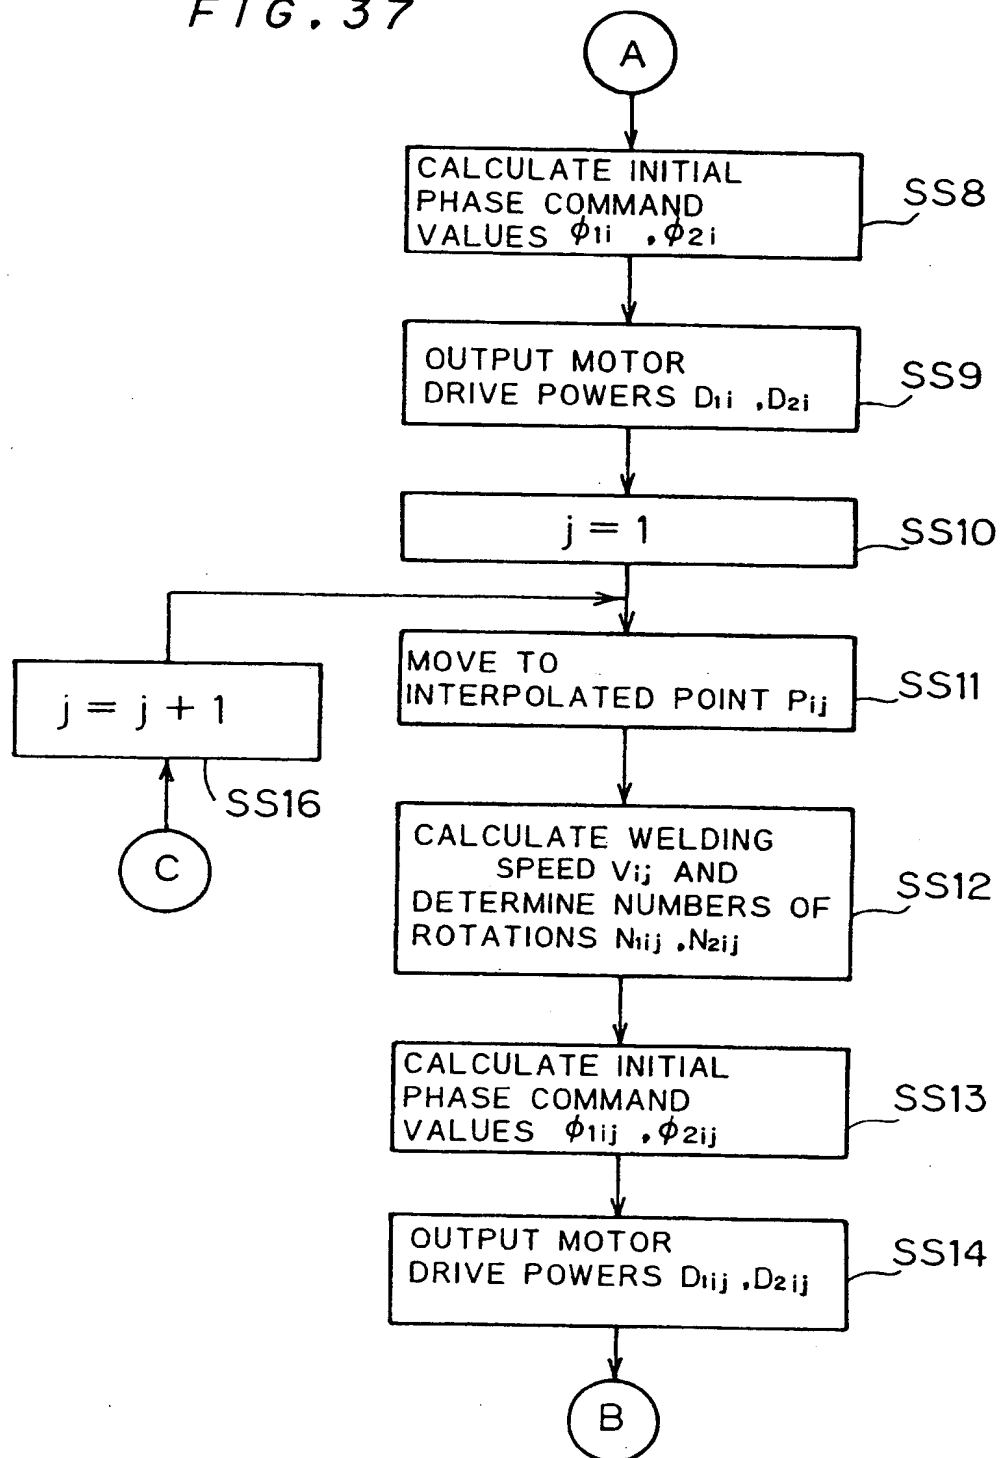 FIG. 37
A
CALCULATE INITIAL
PHASE COMMAND
VALUES ϕ1i , ϕ2i
SS8
OUTPUT MOTOR
DRIVE POWERS D1i , D2i
SS9
j = 1
SS10
MOVE TO
INTERPOLATED POINT Pij
SS11
j = j + 1
SS16
C
CALCULATE WELDING
SPEED Vij AND
DETERMINE NUMBERS OF
ROTATIONS N1ij , N2ij
SS12
CALCULATE INITIAL
PHASE COMMAND
VALUES ϕ1ij , ϕ2ij
SS13
OUTPUT MOTOR
DRIVE POWERS D1ij , D2ij
SS14
B